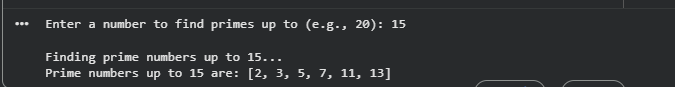 Enter a number to find primes up to (e.g., 20): 15
Finding prime numbers up to 15...
Prime numbers up to 15 are: [2, 3, 5, 7, 11, 13]